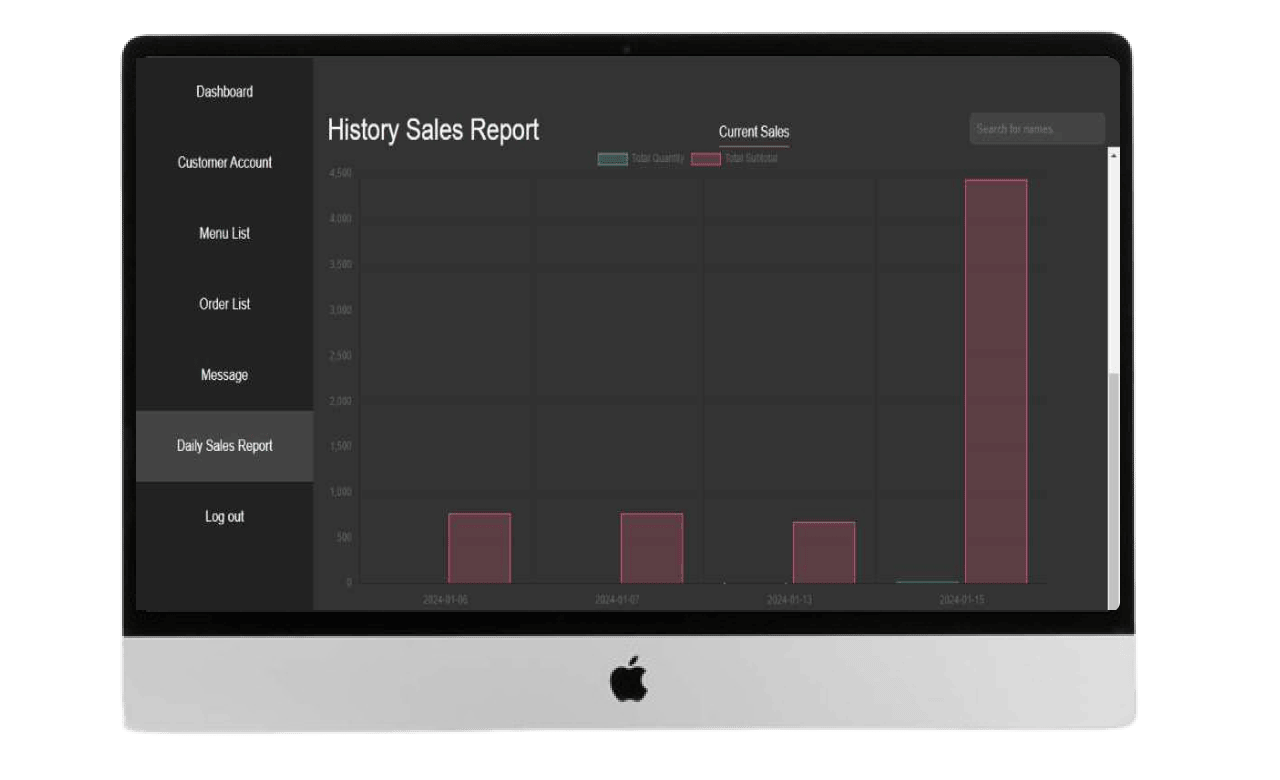 Dashboard
Customer Account
Menu List
Order List
Message
Daily Sales Report
Log out
History Sales Report
Current Sales
Search for names..
Total Quantity
Total Subtotal
4,500
4,000
3,500
3,000
2,500
2,000
1,500
1,000
500
0
2024-01-06
2024-01-07
2024-01-13
2024-01-15